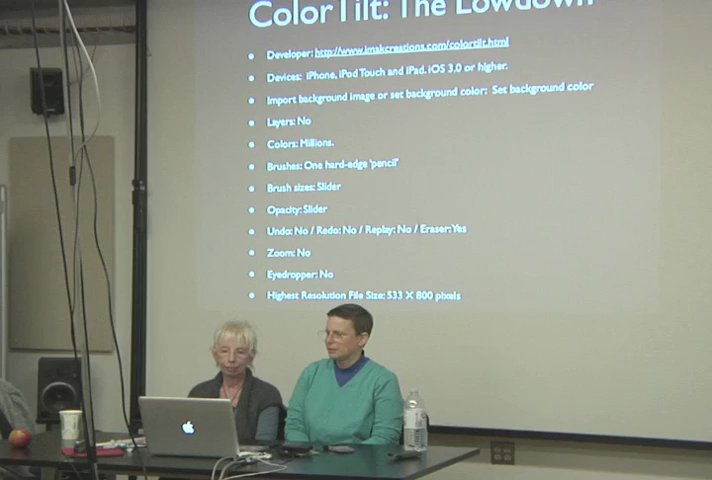 ColorTilt: The Lowdown
Developer: http://www.imakcreations.com/colortilt.html
Devices: iPhone, iPod Touch and iPad. iOS 3.0 or higher.
Import background image or set background color: Set background color
Layers: No
Colors: Millions.
Brushes: One hard-edge 'pencil'
Brush sizes: Slider
Opacity: Slider
Undo: No / Redo: No / Replay: No / Eraser: Yes
Zoom: No
Eyedropper: No
Highest Resolution File Size: 533 X 800 pixels